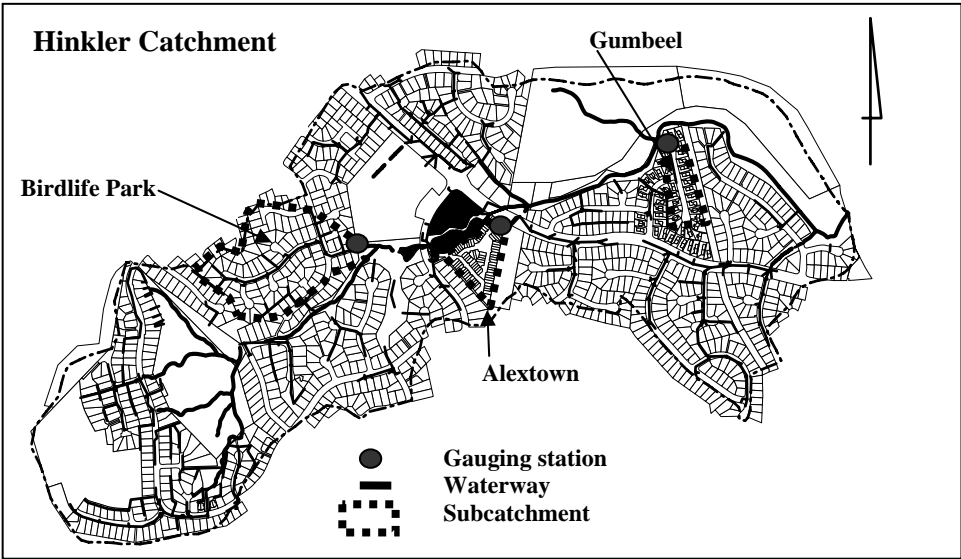 Hinkler Catchment
Gumbeel
Birdlife Park
Alextown
Gauging station
Waterway
Subcatchment